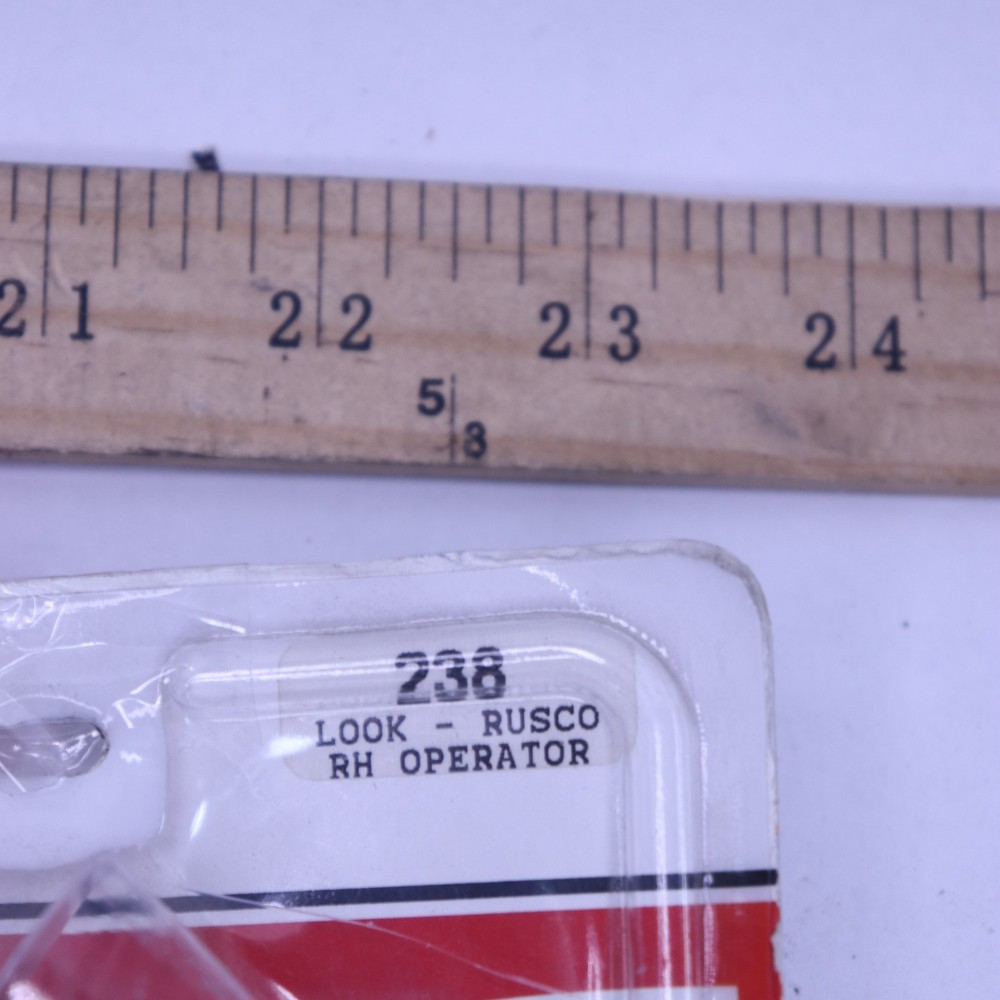 21 22 23 24
5 8
238
LOOK - RUSCO
RH OPERATOR